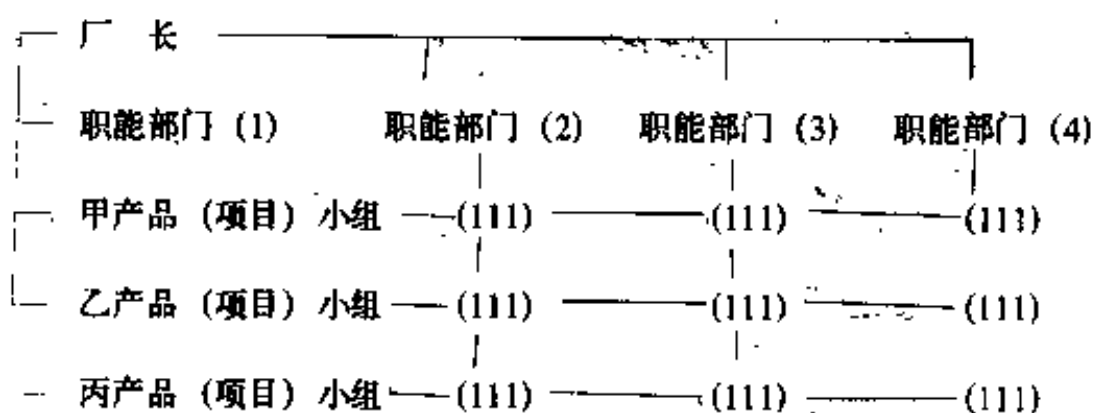 厂 长
职能部门 (1) 职能部门 (2) 职能部门 (3) 职能部门 (4)
甲产品 (项目) 小组 (111) (111) (111)
乙产品 (项目) 小组 (111) (111) (111)
丙产品 (项目) 小组 (111) (111) (111)